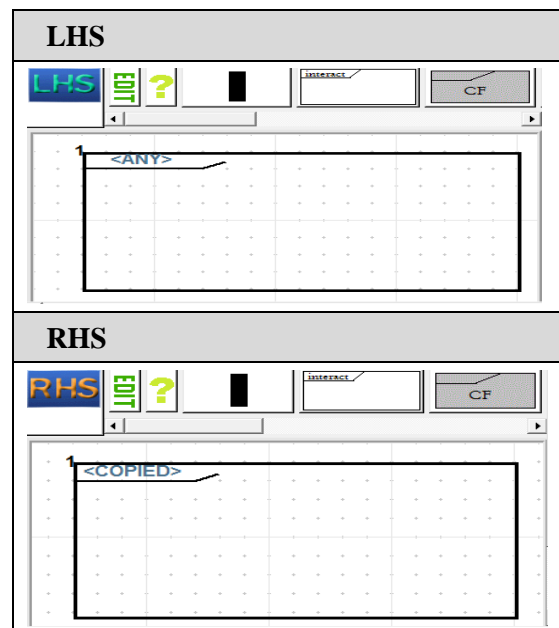 LHS
LHS EDIT ? interact CF
1 <ANY>
RHS
RHS EDIT ? interact CF
1 <COPIED>